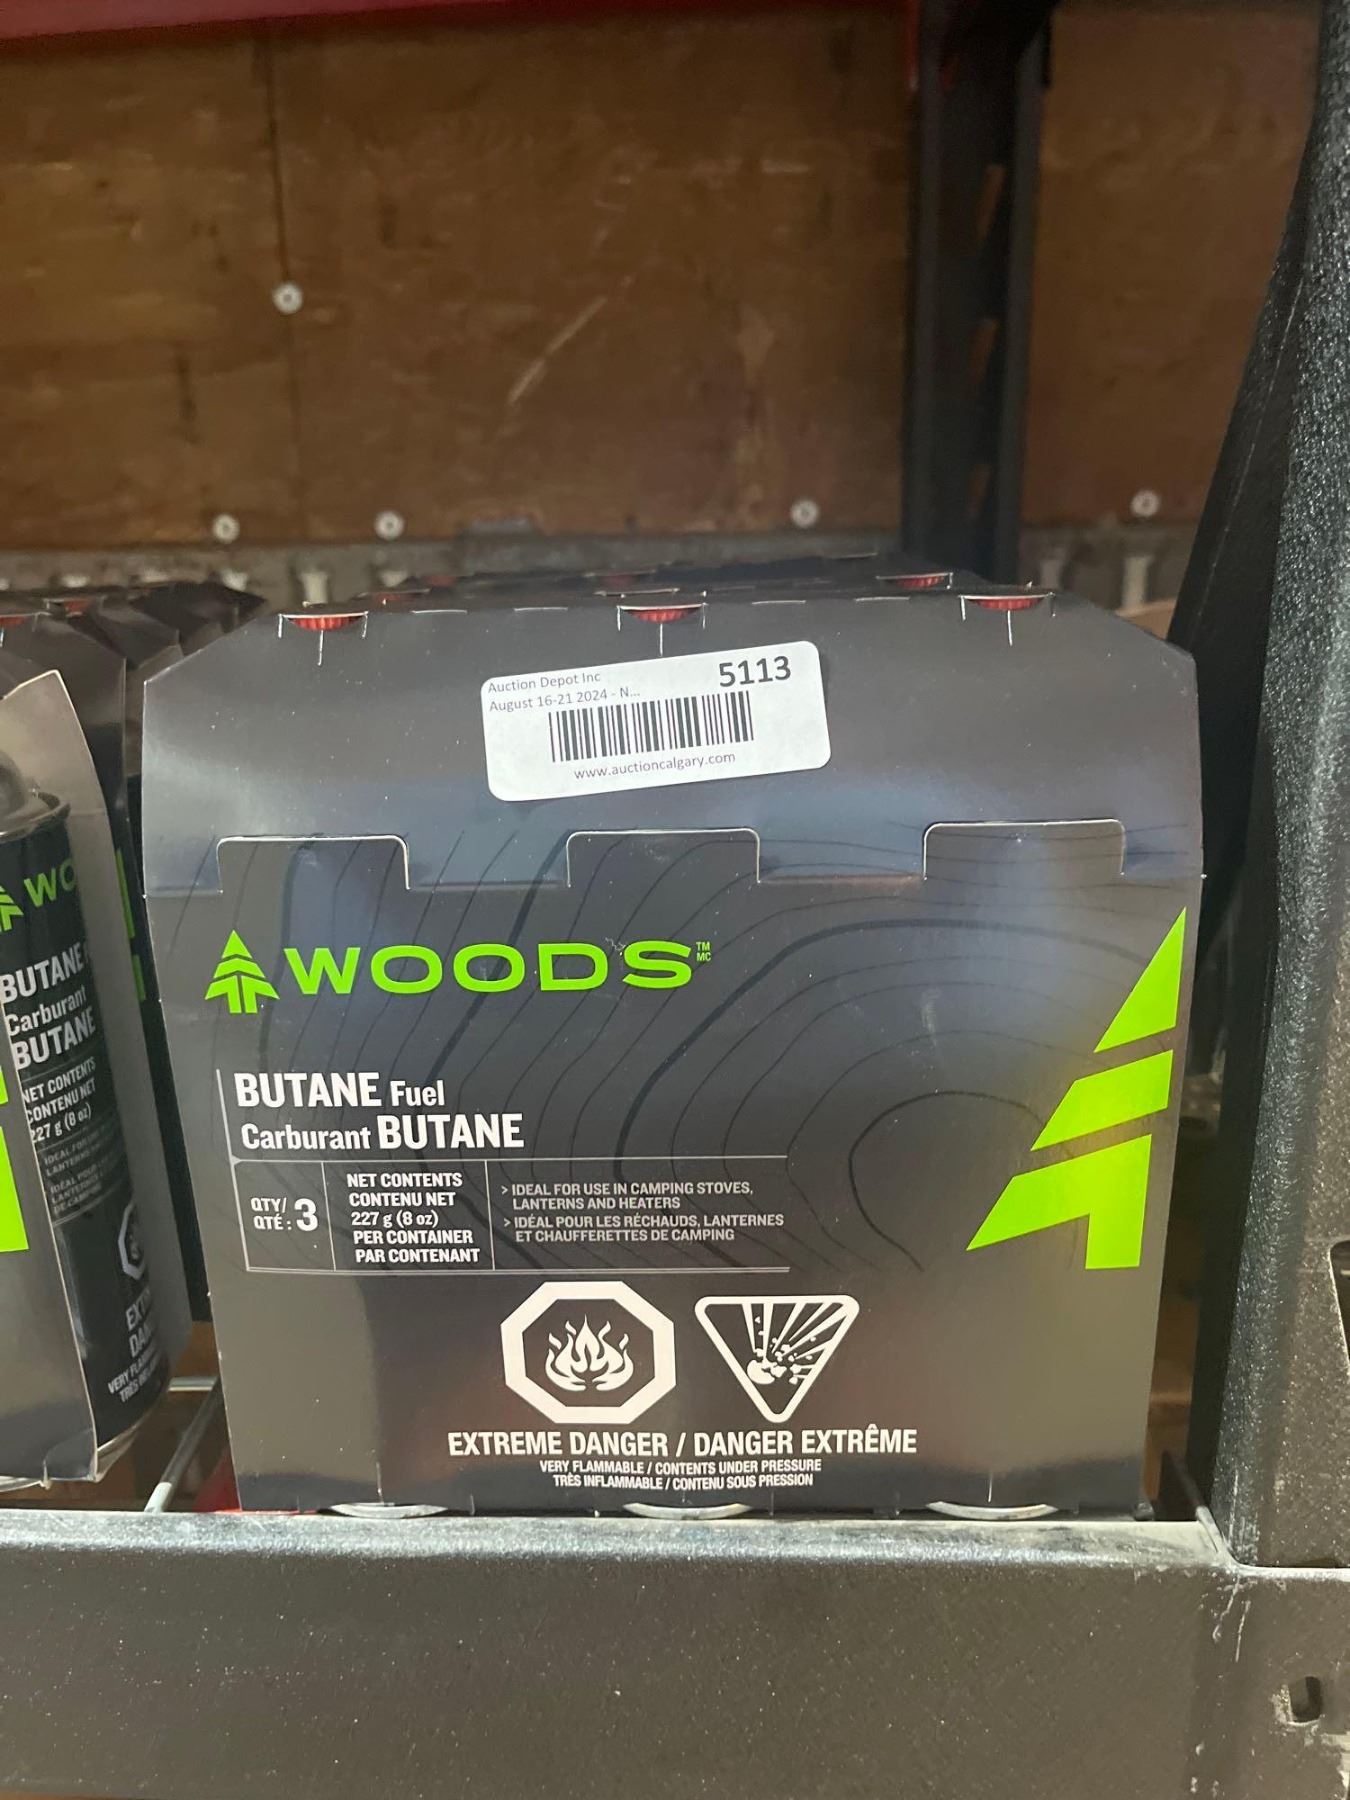 Auction Depot Inc
5113
August 16-21 2024 - N...
www.auctioncalgary.com
WOODS™ MC
BUTANE Fuel
Carburant BUTANE
QTY/
QTÉ : 3
NET CONTENTS
CONTENU NET
227 g (8 oz)
PER CONTAINER
PAR CONTENANT
> IDEAL FOR USE IN CAMPING STOVES,
LANTERNS AND HEATERS
> IDÉAL POUR LES RÉCHAUDS, LANTERNES
ET CHAUFFERETTES DE CAMPING
EXTREME DANGER / DANGER EXTRÊME
VERY FLAMMABLE / CONTENTS UNDER PRESSURE
TRÈS INFLAMMABLE / CONTENU SOUS PRESSION
WO
BUTANE
Carburant
BUTANE
NET CONTENTS
CONTENU NET
227 g (8 oz)